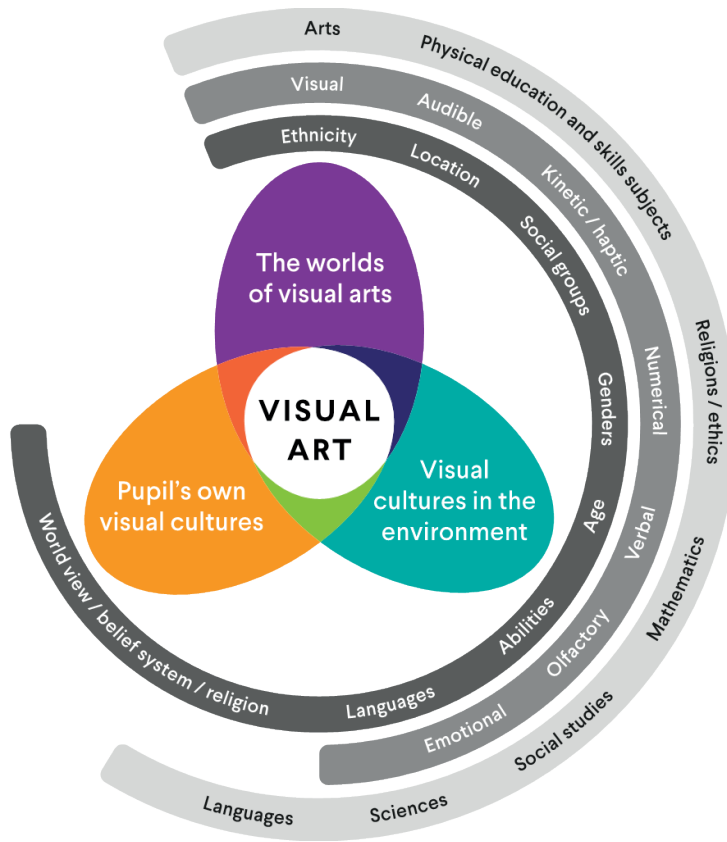 Arts
Physical education and skills subjects
Religions / ethics
Mathematics
Social studies
Sciences
Languages
Visual
Audible
Kinetic / haptic
Numerical
Verbal
Olfactory
Emotional
Ethnicity
Location
Social groups
Genders
Age
Abilities
Languages
World view / belief system / religion
The worlds
of visual arts
VISUAL
ART
Pupil's own
visual cultures
Visual
cultures in the
environment